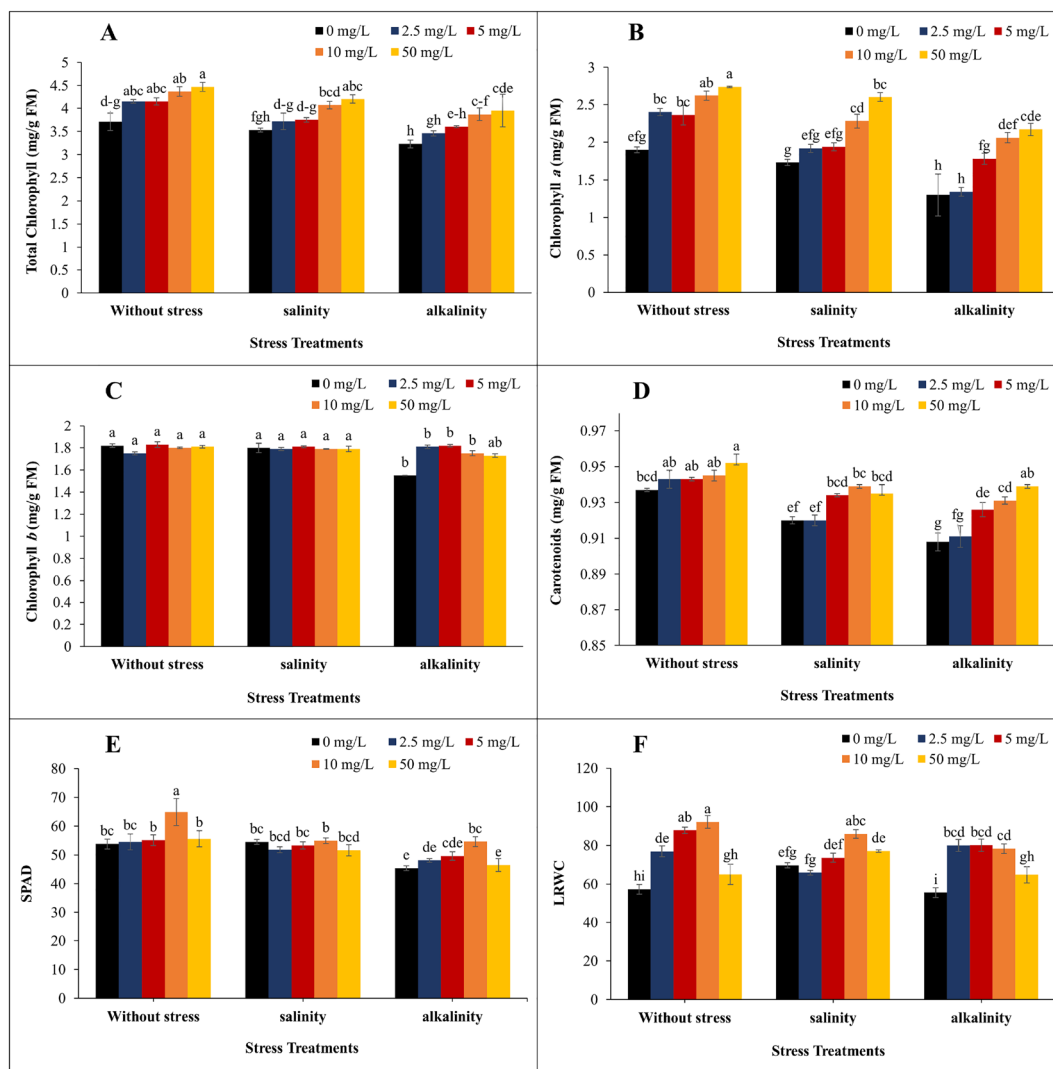 A
0 mg/L 2.5 mg/L 5 mg/L
10 mg/L 50 mg/L
Total Chlorophyll (mg/g FM)
5
4.5
4
3.5
3
2.5
2
1.5
1
0.5
0
d-g abc abc ab a
fgh d-g d-g bcd abc
h gh e-h c-f cde
Without stress salinity alkalinity
Stress Treatments
B
0 mg/L 2.5 mg/L 5 mg/L
10 mg/L 50 mg/L
Chlorophyll a (mg/g FM)
3
2.5
2
1.5
1
0.5
0
efg bc bc ab a
g efg efg cd bc
h h fg def cde
Without stress salinity alkalinity
Stress Treatments
C
0 mg/L 2.5 mg/L 5 mg/L
10 mg/L 50 mg/L
Chlorophyll b (mg/g FM)
2
1.8
1.6
1.4
1.2
1
0.8
0.6
0.4
0.2
0
a a a a a
a a a a a
b b b b ab
Without stress salinity alkalinity
Stress Treatments
D
0 mg/L 2.5 mg/L 5 mg/L
10 mg/L 50 mg/L
Carotenoids (mg/g FM)
0.97
0.95
0.93
0.91
0.89
0.87
0.85
bcd ab ab ab a
ef ef bcd bc bcd
g fg de cd ab
Without stress salinity alkalinity
Stress Treatments
E
0 mg/L 2.5 mg/L 5 mg/L
10 mg/L 50 mg/L
SPAD
80
70
60
50
40
30
20
10
0
bc bc b a b
bc bcd bc b bcd
e de cde bc e
Without stress salinity alkalinity
Stress Treatments
F
0 mg/L 2.5 mg/L 5 mg/L
10 mg/L 50 mg/L
LRWC
120
100
80
60
40
20
0
hi de ab a gh
efg fg def abc de
i bcd bcd cd gh
Without stress salinity alkalinity
Stress Treatments